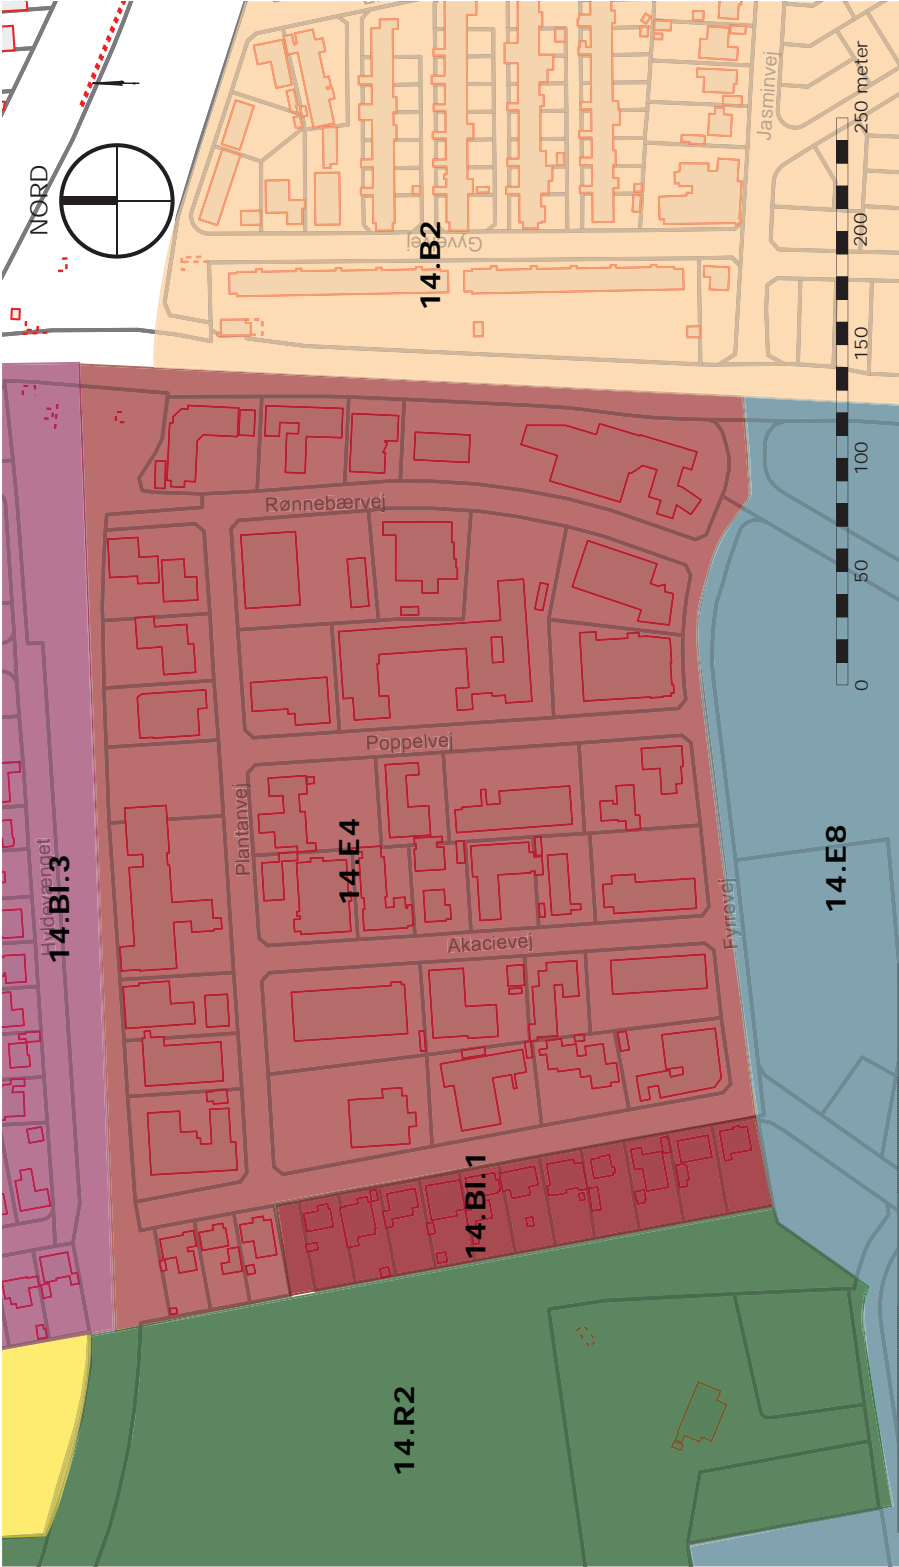 NORD
14.B2
Gyvelvej
Jasminvej
250 meter
200
150
100
50
0
Rønnebærvej
Poppelvej
Plantanvej
14.E4
14.BI.3
Hyldevænget
Akacievej
Fyrrevej
14.E8
14.BI.1
14.R2